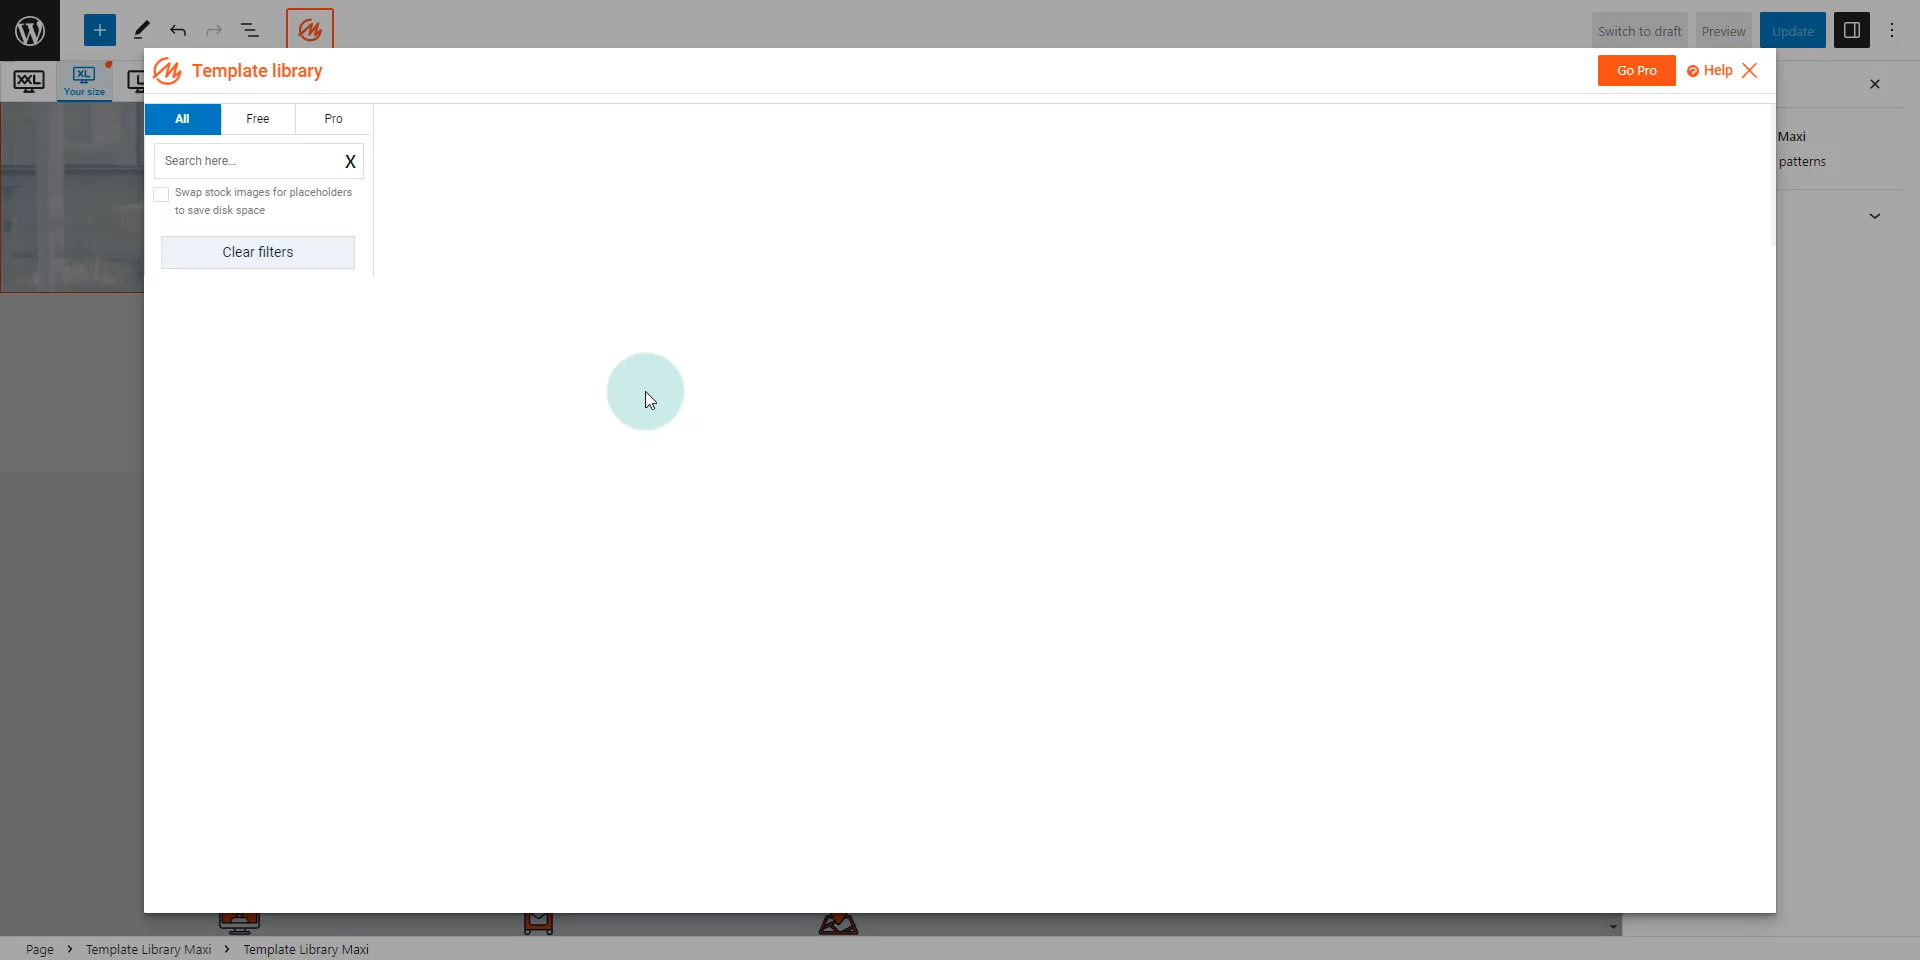 Switch to draft
Preview
Update
XXL
XL
Your size
L
Template library
Go Pro
Help
All
Free
Pro
Search here...
X
Swap stock images for placeholders
to save disk space
Clear filters
Maxi
patterns
Page
Template Library Maxi
Template Library Maxi